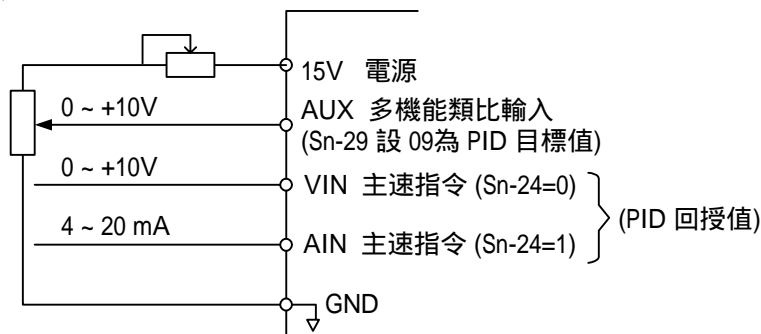 15V 電源
0 ~ +10V
AUX 多機能類比輸入
(Sn-29 設 09為 PID 目標值)
0 ~ +10V
VIN 主速指令 (Sn-24=0)
(PID 回授值)
4 ~ 20 mA
AIN 主速指令 (Sn-24=1)
GND